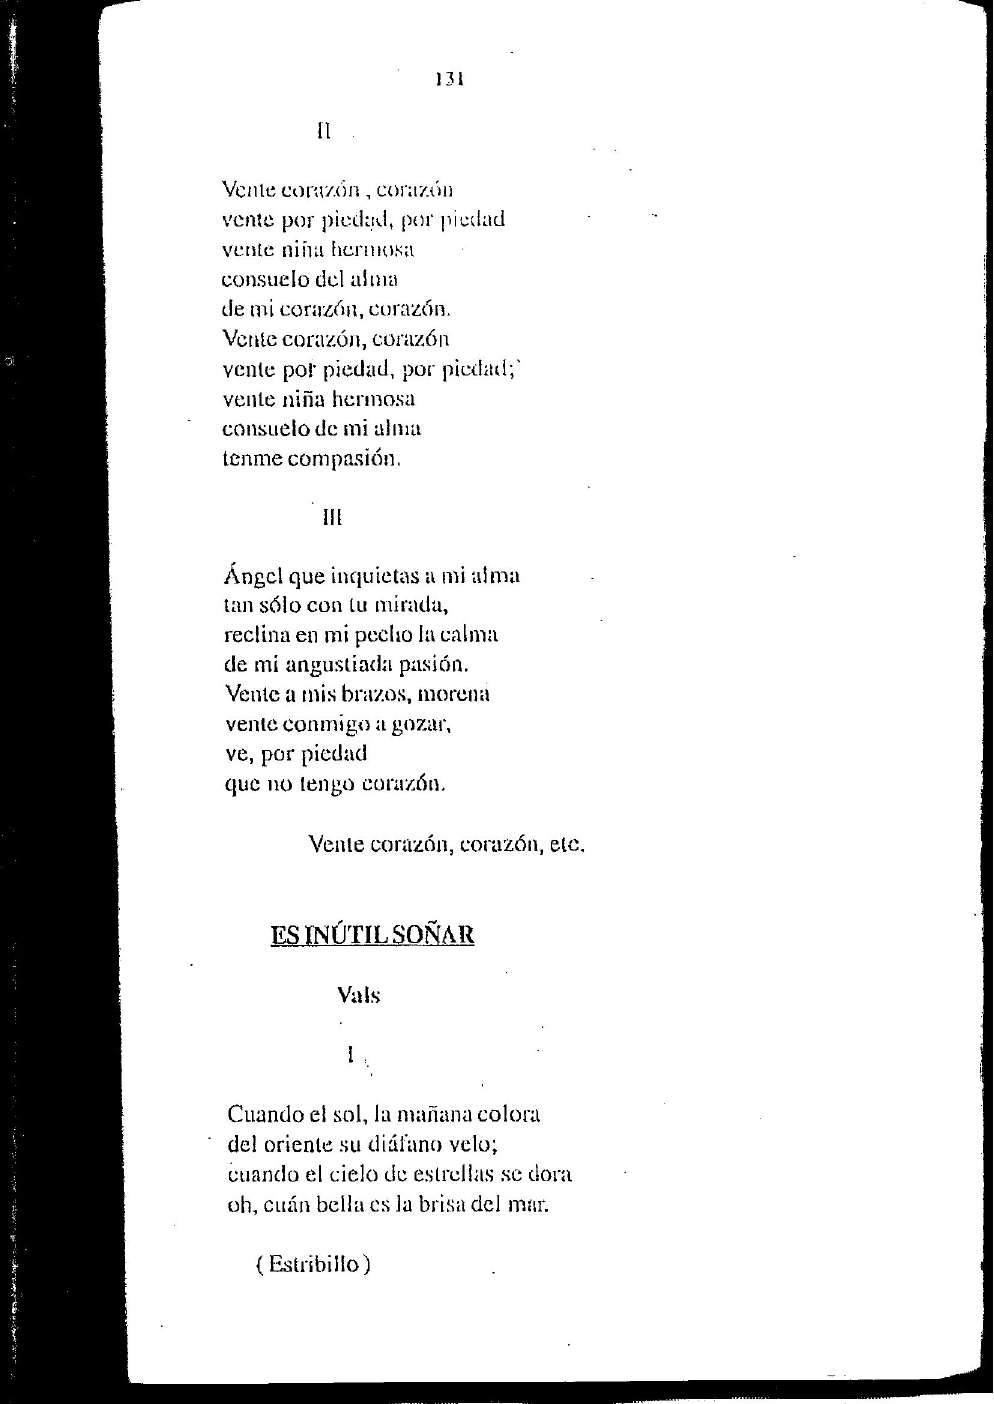 131
II
Vente corazón , corazón
vente por piedad, por piedad
vente niña hermosa
consuelo del alma
de mi corazón, corazón.
Vente corazón, corazón
vente por piedad, por piedad;
vente niña hermosa
consuelo de mi alma
tenme compasión.
III
Ángel que inquietas a mi alma
tan sólo con tu mirada,
reclina en mi pecho la calma
de mi angustiada pasión.
Vente a mis brazos, morena
vente conmigo a gozar,
ve, por piedad
que no tengo corazón.
Vente corazón, corazón, etc.
ES INÚTIL SOÑAR
Vals
I
Cuando el sol, la mañana colora
del oriente su diáfano velo;
cuando el cielo de estrellas se dora
oh, cuán bella es la brisa del mar.
( Estribillo )